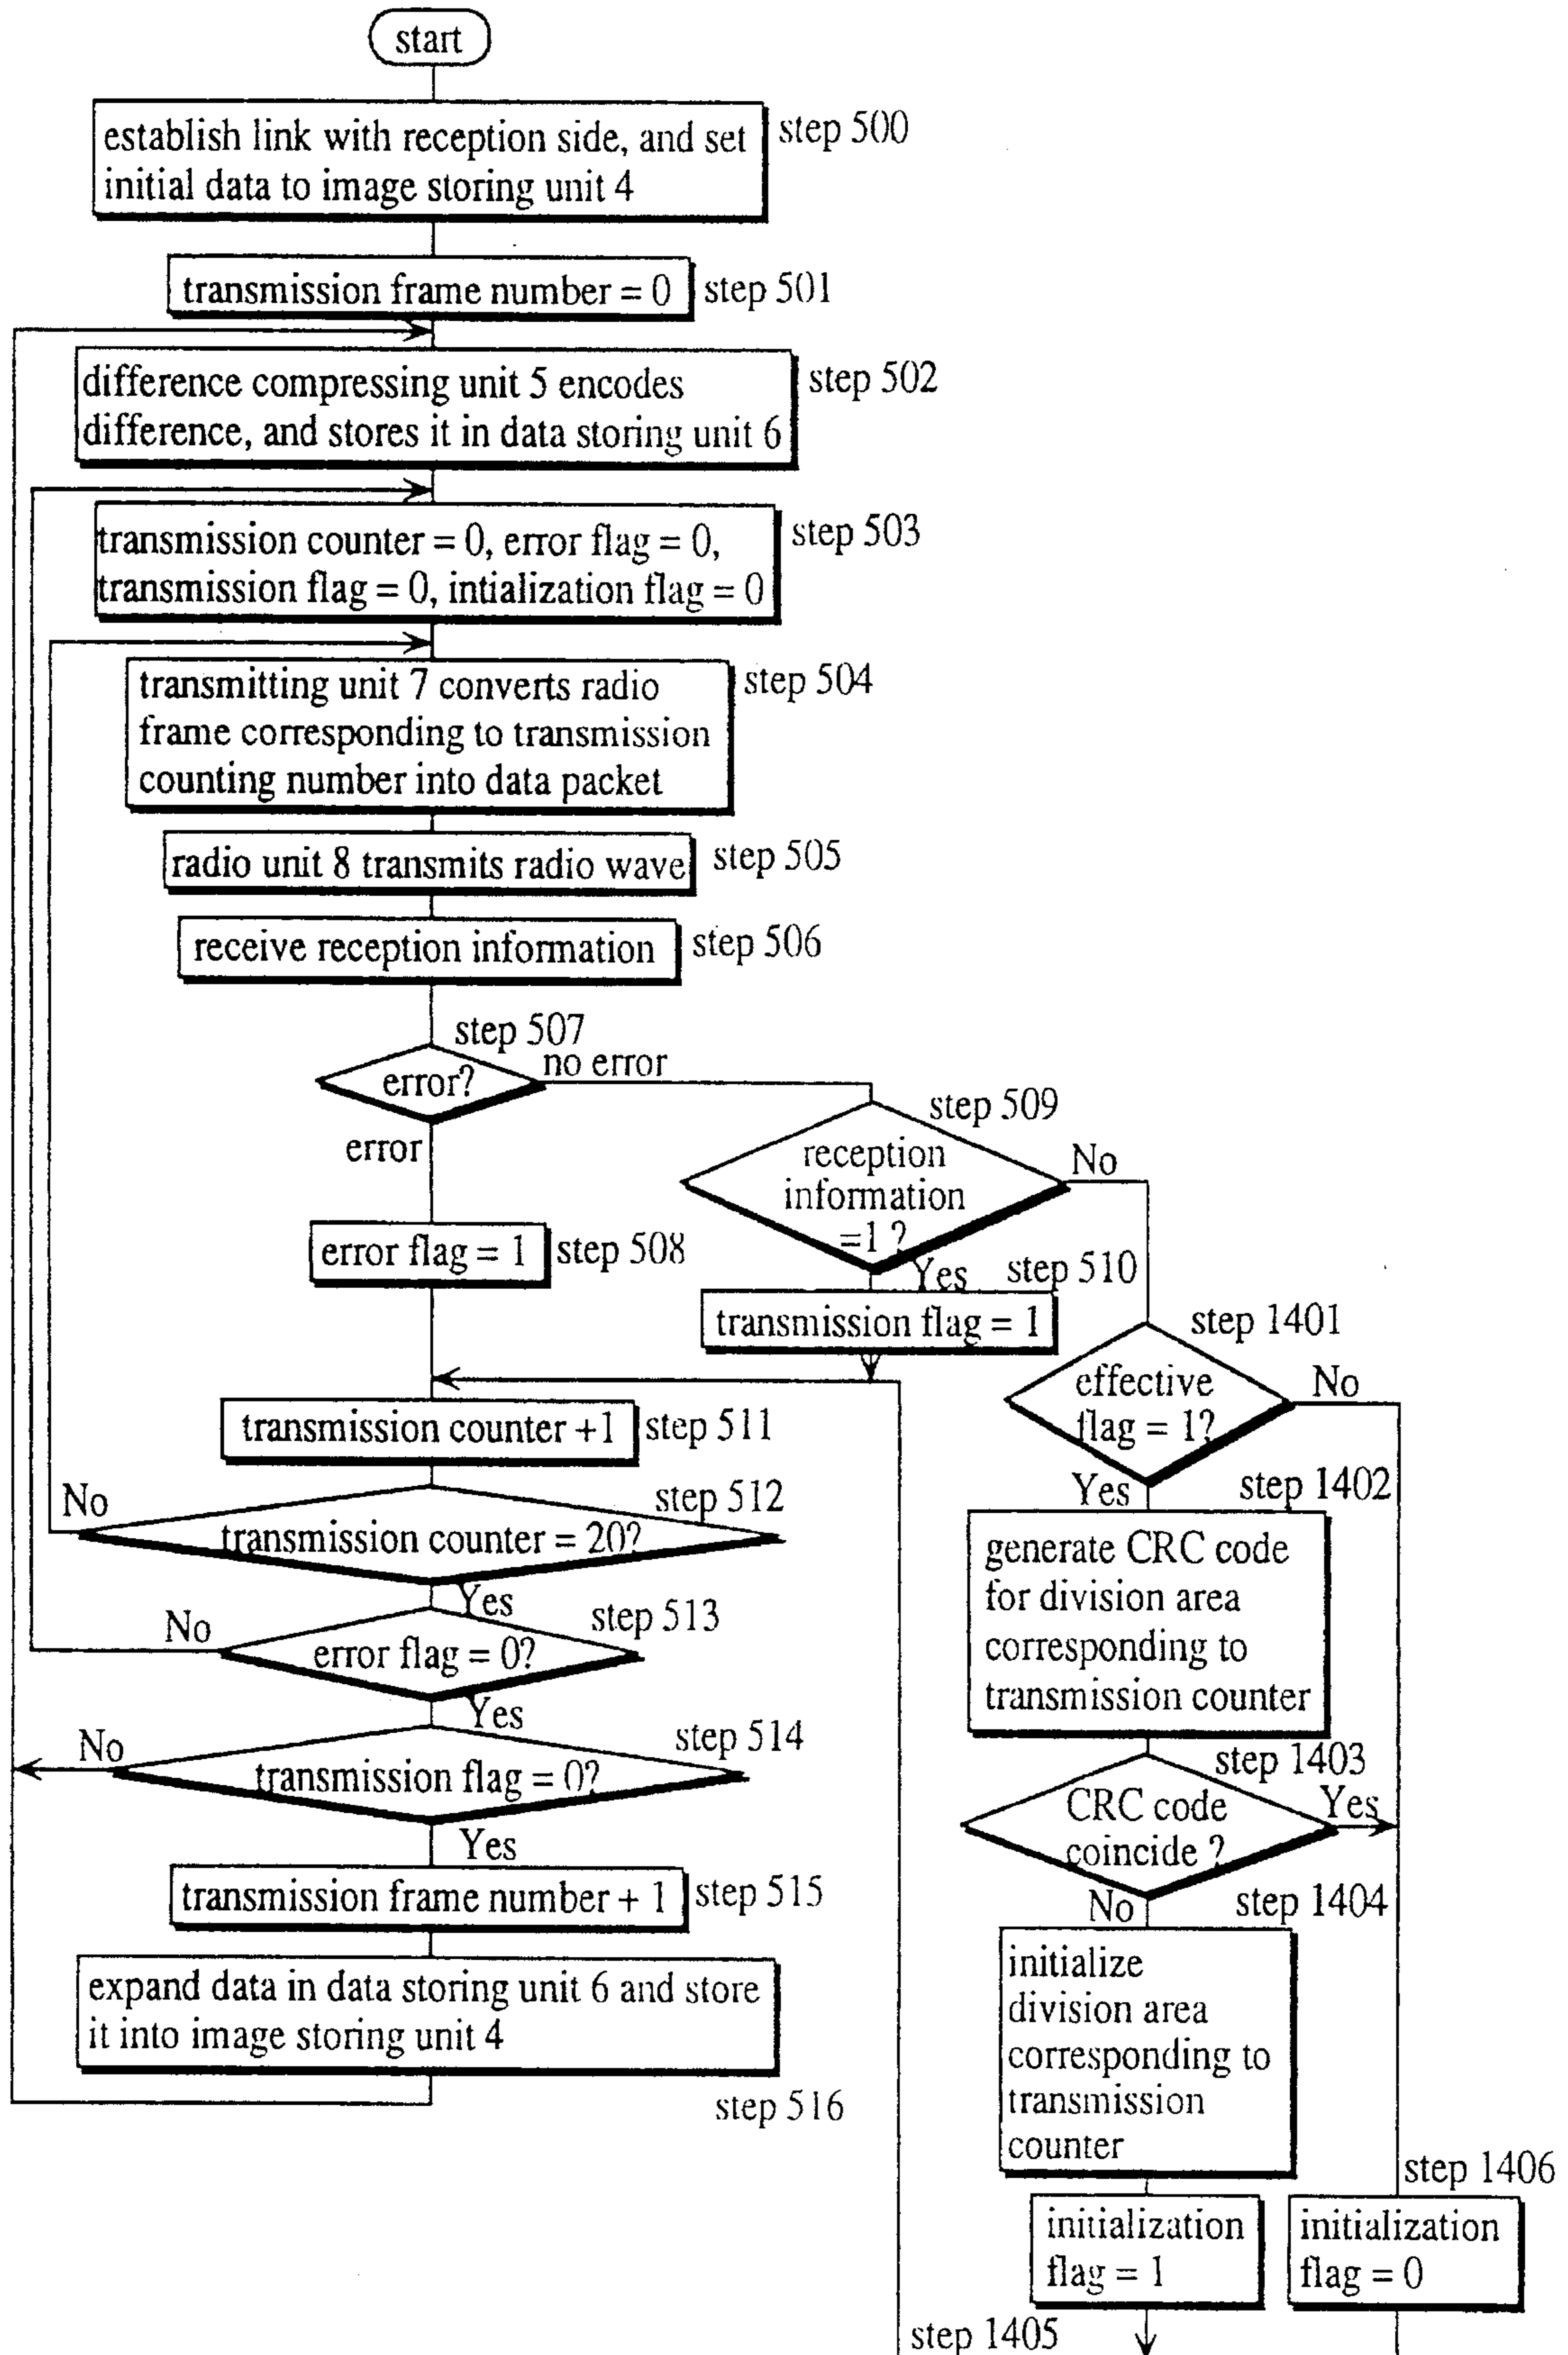 start
establish link with reception side, and set
initial data to image storing unit 4
step 500
transmission frame number = 0
step 501
difference compressing unit 5 encodes
difference, and stores it in data storing unit 6
step 502
transmission counter = 0, error flag = 0,
transmission flag = 0, intialization flag = 0
step 503
transmitting unit 7 converts radio
frame corresponding to transmission
counting number into data packet
step 504
radio unit 8 transmits radio wave
step 505
receive reception information
step 506
step 507
error?
no error
error
step 509
reception
information
=1 ?
No
Yes
error flag = 1
step 508
step 510
transmission flag = 1
step 1401
effective
flag = 1?
No
Yes
transmission counter +1
step 511
step 1402
generate CRC code
for division area
corresponding to
transmission counter
No
step 512
transmission counter = 20?
Yes
No
step 513
error flag = 0?
Yes
No
step 514
transmission flag = 0?
Yes
step 1403
CRC code
coincide ?
Yes
No
transmission frame number + 1
step 515
step 1404
initialize
division area
corresponding to
transmission
counter
expand data in data storing unit 6 and store
it into image storing unit 4
step 516
step 1406
initialization
flag = 1
initialization
flag = 0
step 1405